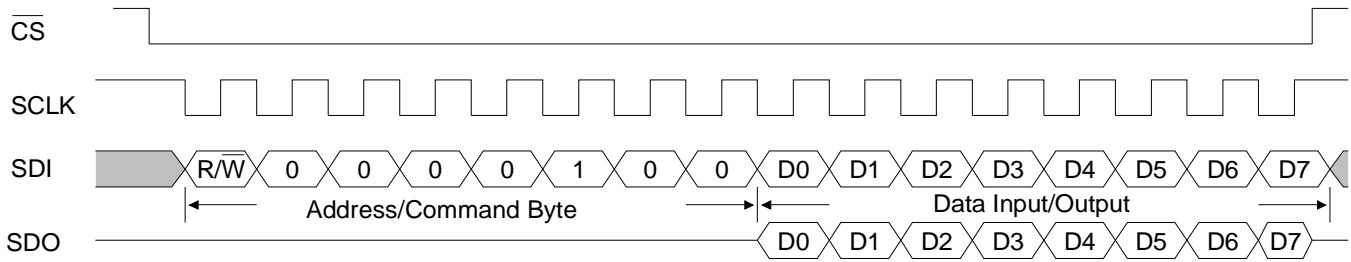 C̅S̅
SCLK
SDI R/W̅ 0 0 0 0 1 0 0 D0 D1 D2 D3 D4 D5 D6 D7
Address/Command Byte Data Input/Output
SDO D0 D1 D2 D3 D4 D5 D6 D7